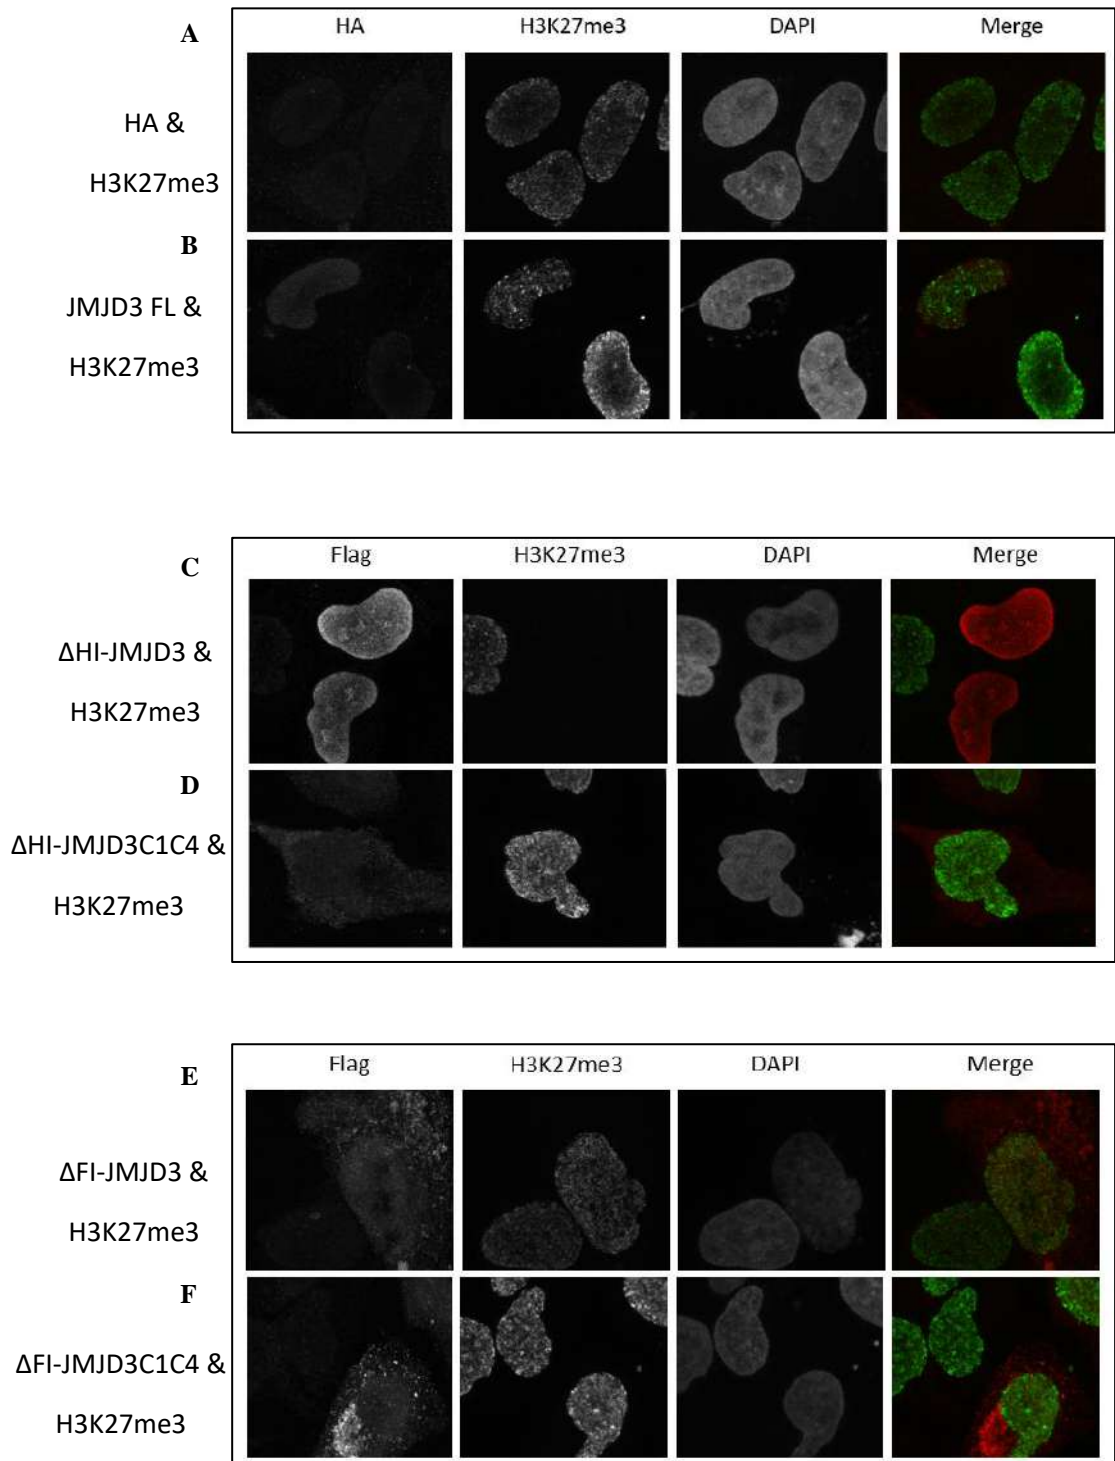 A
HA H3K27me3 DAPI Merge
HA &
H3K27me3
B
JMJD3 FL &
H3K27me3
C
Flag H3K27me3 DAPI Merge
ΔHI-JMJD3 &
H3K27me3
D
ΔHI-JMJD3C1C4 &
H3K27me3
E
Flag H3K27me3 DAPI Merge
ΔFI-JMJD3 &
H3K27me3
F
ΔFI-JMJD3C1C4 &
H3K27me3